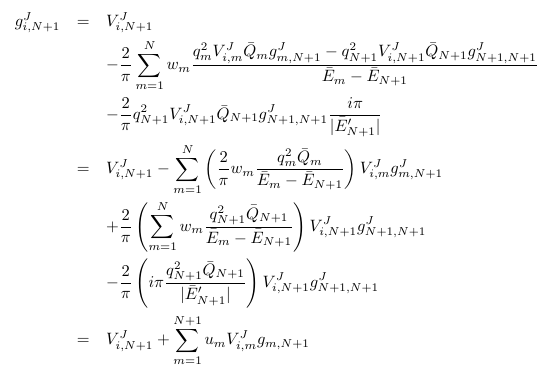 g^J_{i,N+1} = V^J_{i,N+1}
-\frac{2}{\pi} \sum_{m=1}^{N} w_m \frac{q_m^2 V^J_{i,m} \bar{Q}_m g^J_{m,N+1} - q_{N+1}^2 V^J_{i,N+1} \bar{Q}_{N+1} g^J_{N+1,N+1}}{\bar{E}_m - \bar{E}_{N+1}}
-\frac{2}{\pi} q_{N+1}^2 V^J_{i,N+1} \bar{Q}_{N+1} g^J_{N+1,N+1} \frac{i\pi}{|\bar{E}'_{N+1}|}
= V^J_{i,N+1} - \sum_{m=1}^{N} \left( \frac{2}{\pi} w_m \frac{q_m^2 \bar{Q}_m}{\bar{E}_m - \bar{E}_{N+1}} \right) V^J_{i,m} g^J_{m,N+1}
+\frac{2}{\pi} \left( \sum_{m=1}^{N} w_m \frac{q_{N+1}^2 \bar{Q}_{N+1}}{\bar{E}_m - \bar{E}_{N+1}} \right) V^J_{i,N+1} g^J_{N+1,N+1}
-\frac{2}{\pi} \left( i\pi \frac{q_{N+1}^2 \bar{Q}_{N+1}}{|\bar{E}'_{N+1}|} \right) V^J_{i,N+1} g^J_{N+1,N+1}
= V^J_{i,N+1} + \sum_{m=1}^{N+1} u_m V^J_{i,m} g_{m,N+1}